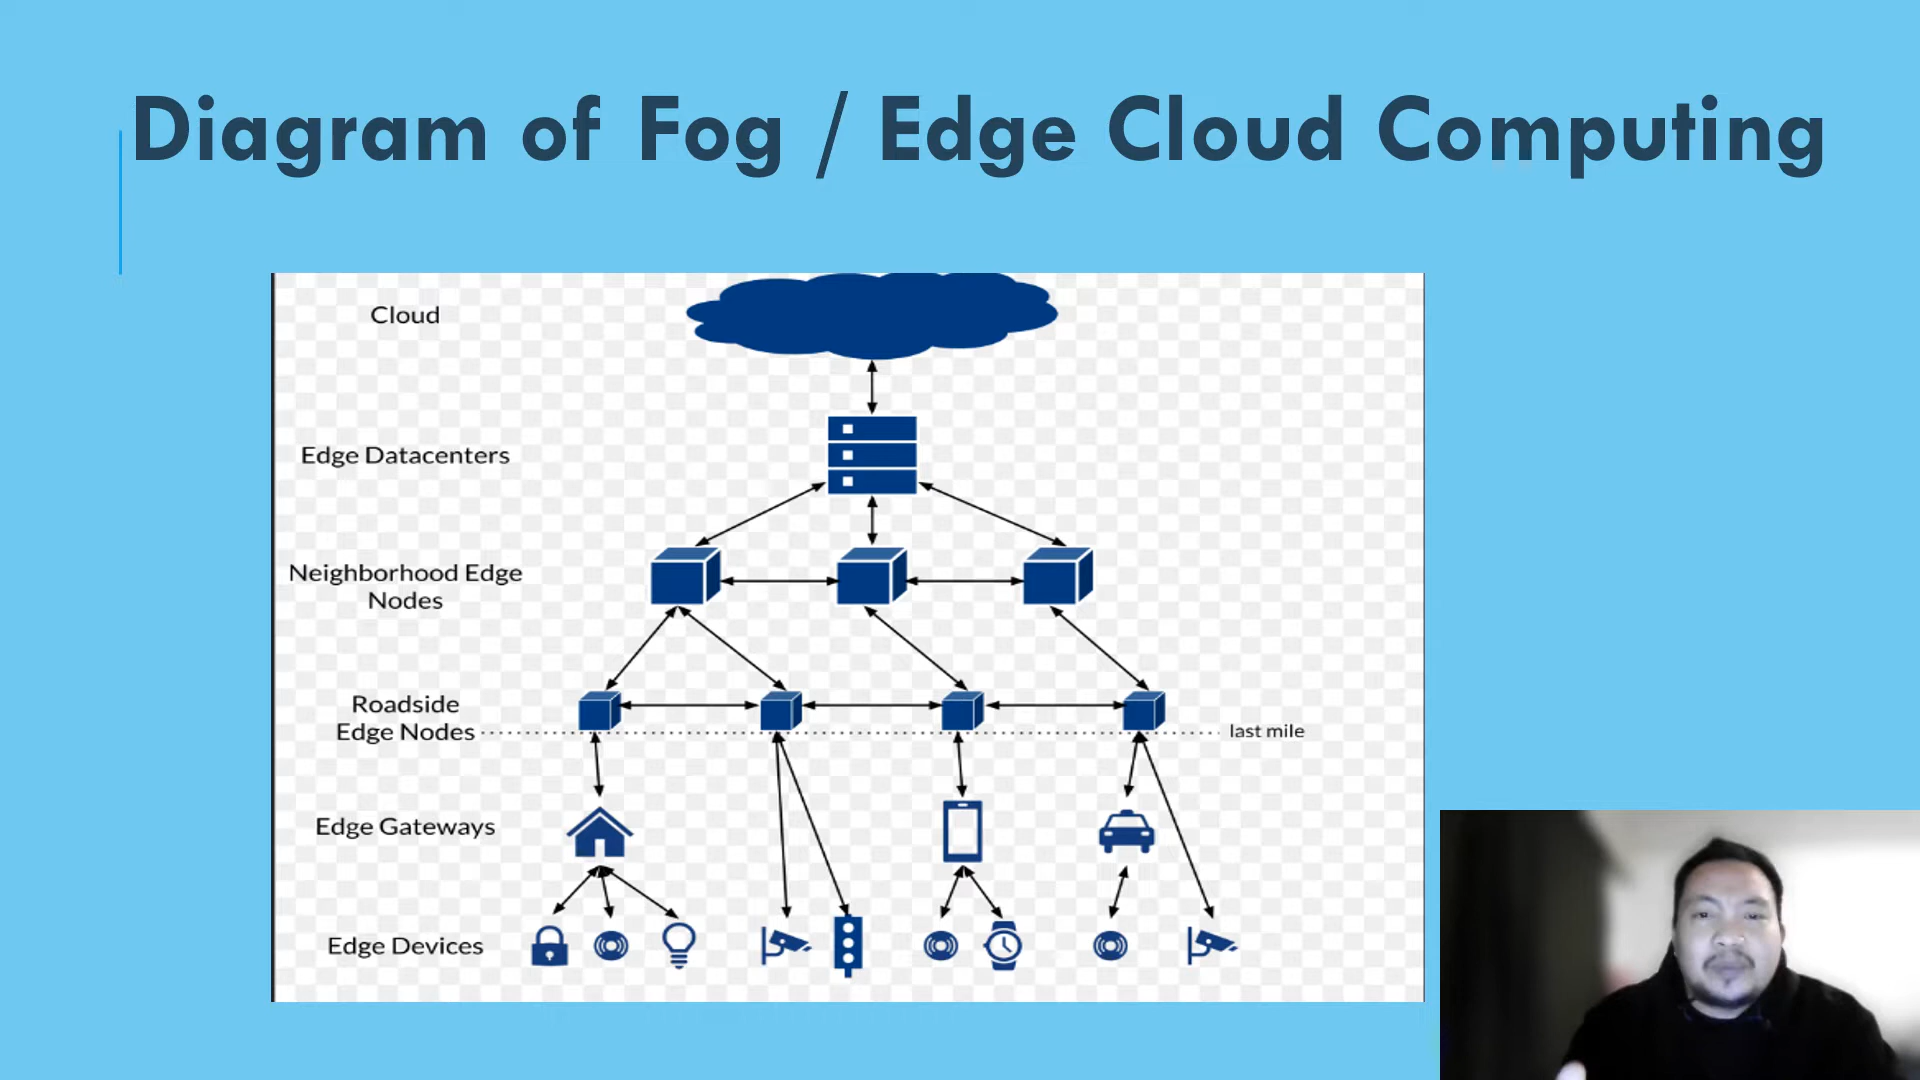 Diagram of Fog / Edge Cloud Computing
Cloud
Edge Datacenters
Neighborhood Edge
Nodes
Roadside
Edge Nodes
last mile
Edge Gateways
Edge Devices